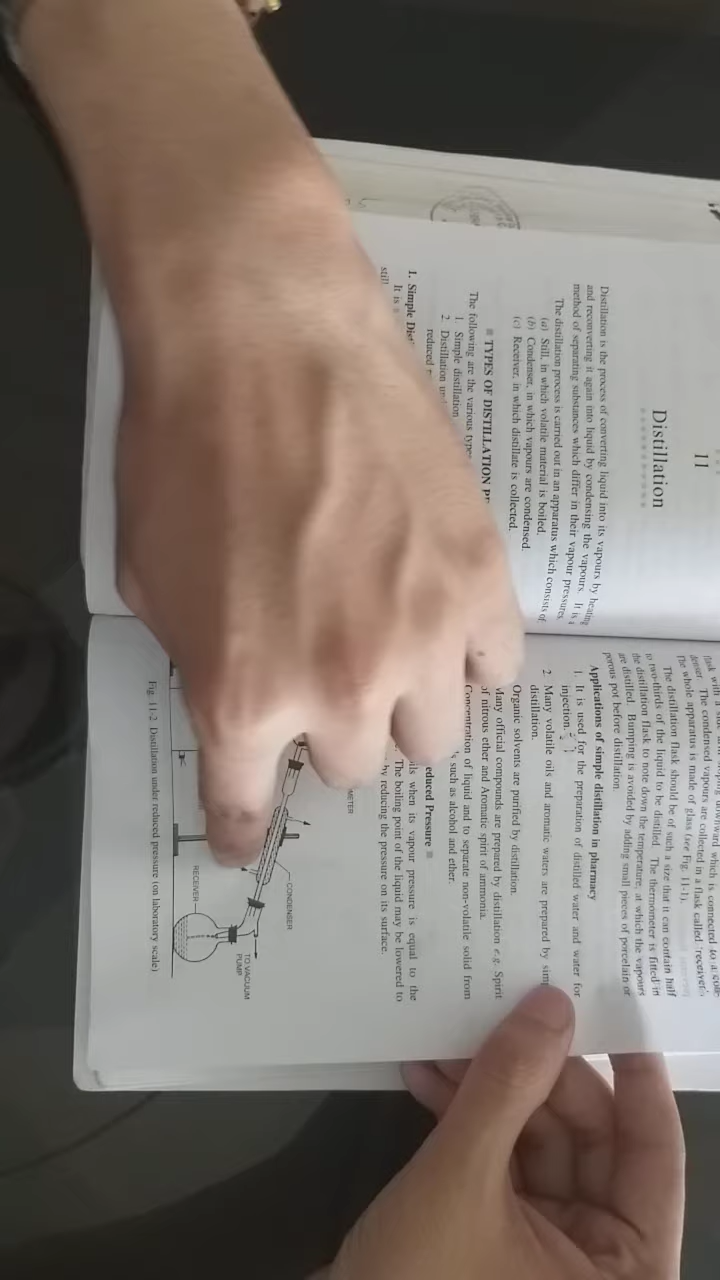 11
Distillation
Distillation is the process of converting liquid into its vapours by heating
and reconverting it again into liquid by condensing the vapours. It is a
method of separating substances which differ in their vapour pressures.
The distillation process is carried out in an apparatus which consists of
(a) Still, in which volatile material is boiled.
(b) Condenser, in which vapours are condensed.
(c) Receiver, in which distillate is collected.
TYPES OF DISTILLATION
The following are the various
1. Simple distillation
2. Distillation
reduced
1. Simple
It is
downward which is connected to a
The condensed vapours are collected in a flask called 'receiver'.
The whole apparatus is made of glass (see Fig. 11-1).
The distillation flask should be of such a size that it can contain half
to two-thirds of the liquid to be distilled. The thermometer is fitted in
the distillation flask to note down the temperature, at which the vapours
are distilled. Bumping is avoided by adding small pieces of porcelain or
porous pot before distillation.
Applications of simple distillation in pharmacy
1. It is used for the preparation of distilled water and water for
injection.
2. Many volatile oils and aromatic waters are prepared by
distillation.
Organic solvents are purified by distillation.
Many official compounds are prepared by distillation e.g. Spirit
of nitrous ether and Aromatic spirit of ammonia.
Concentration of liquid and to separate non-volatile solid from
such as alcohol and ether.
Pressure
when its vapour pressure is equal to the
The boiling point of the liquid may be lowered to
by reducing the pressure on its surface.
CONDENSER
TO VACUUM
PUMP
RECEIVER
Fig. 11-2. Distillation under reduced pressure (on laboratory scale)